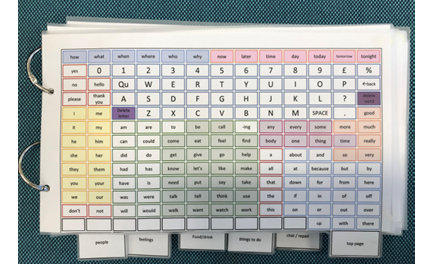 how what when where who why now later time day today tomorrow tonight
yes 0 1 2 3 4 5 6 7 8 9 £ %
no hello Qu W E R T Y U I O P back
please thank you A S D F G H J K L ? delete word
I me delete letter Z X C V B N M SPACE . good
it my am are to be call -ing any every some more much
he him can could come eat feel find body one thing time really
she her did do get give go help a about and so very
they them had has know let's like make all at because but by
you your have is need put say take that down for from here
we our was were talk tell think use the if in of off
don't not will would walk want watch work this on or out over
up with there
people feelings Food/drink things to do chat / repair top page